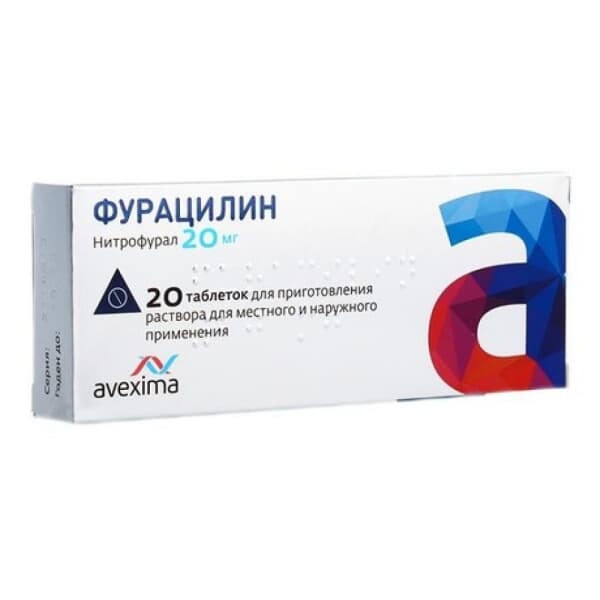 ФУРАЦИЛИН
Нитрофурал 20 мг
20 таблеток для приготовления
раствора для местного и наружного
применения
avexima
Серия:
Годен до: